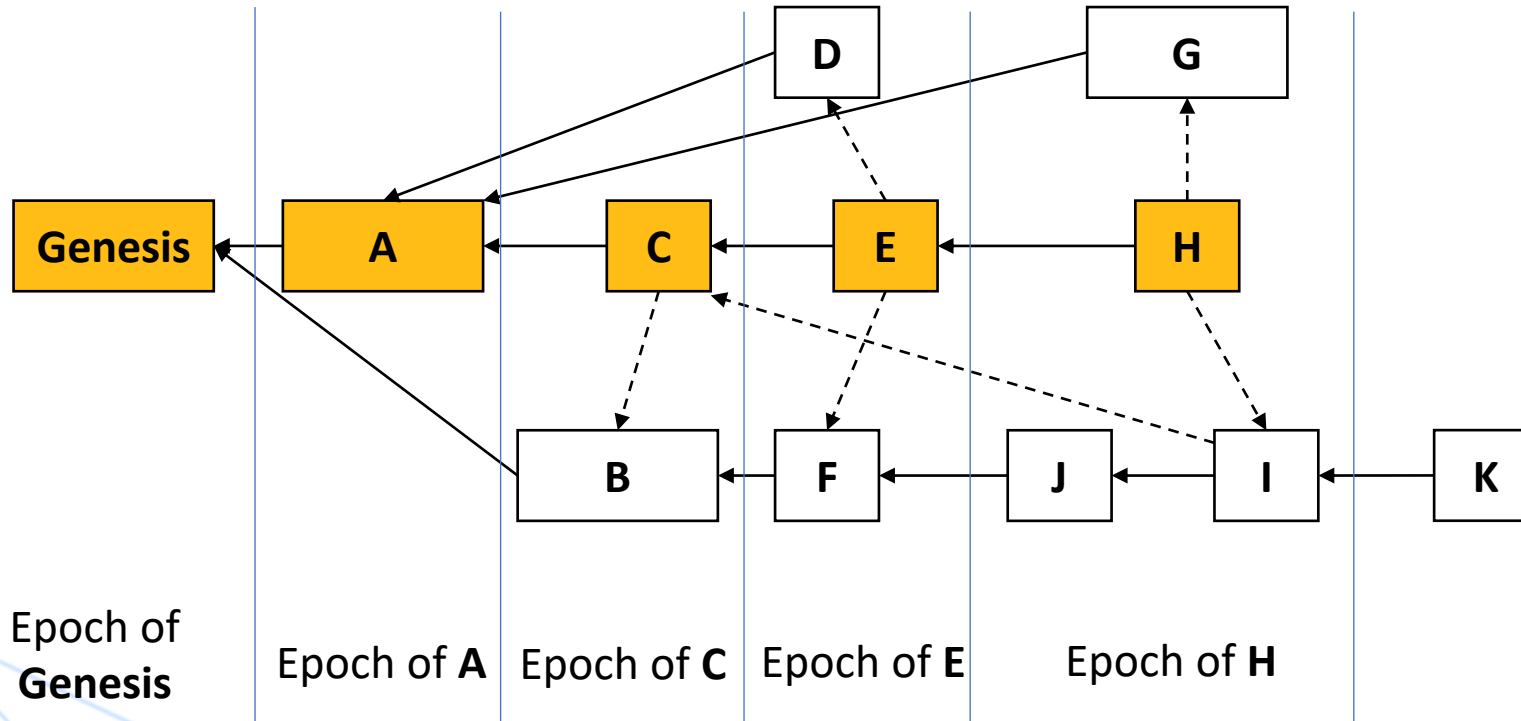 D
G
Genesis
A
C
E
H
B
F
J
I
K
Epoch of
Genesis
Epoch of A
Epoch of C
Epoch of E
Epoch of H